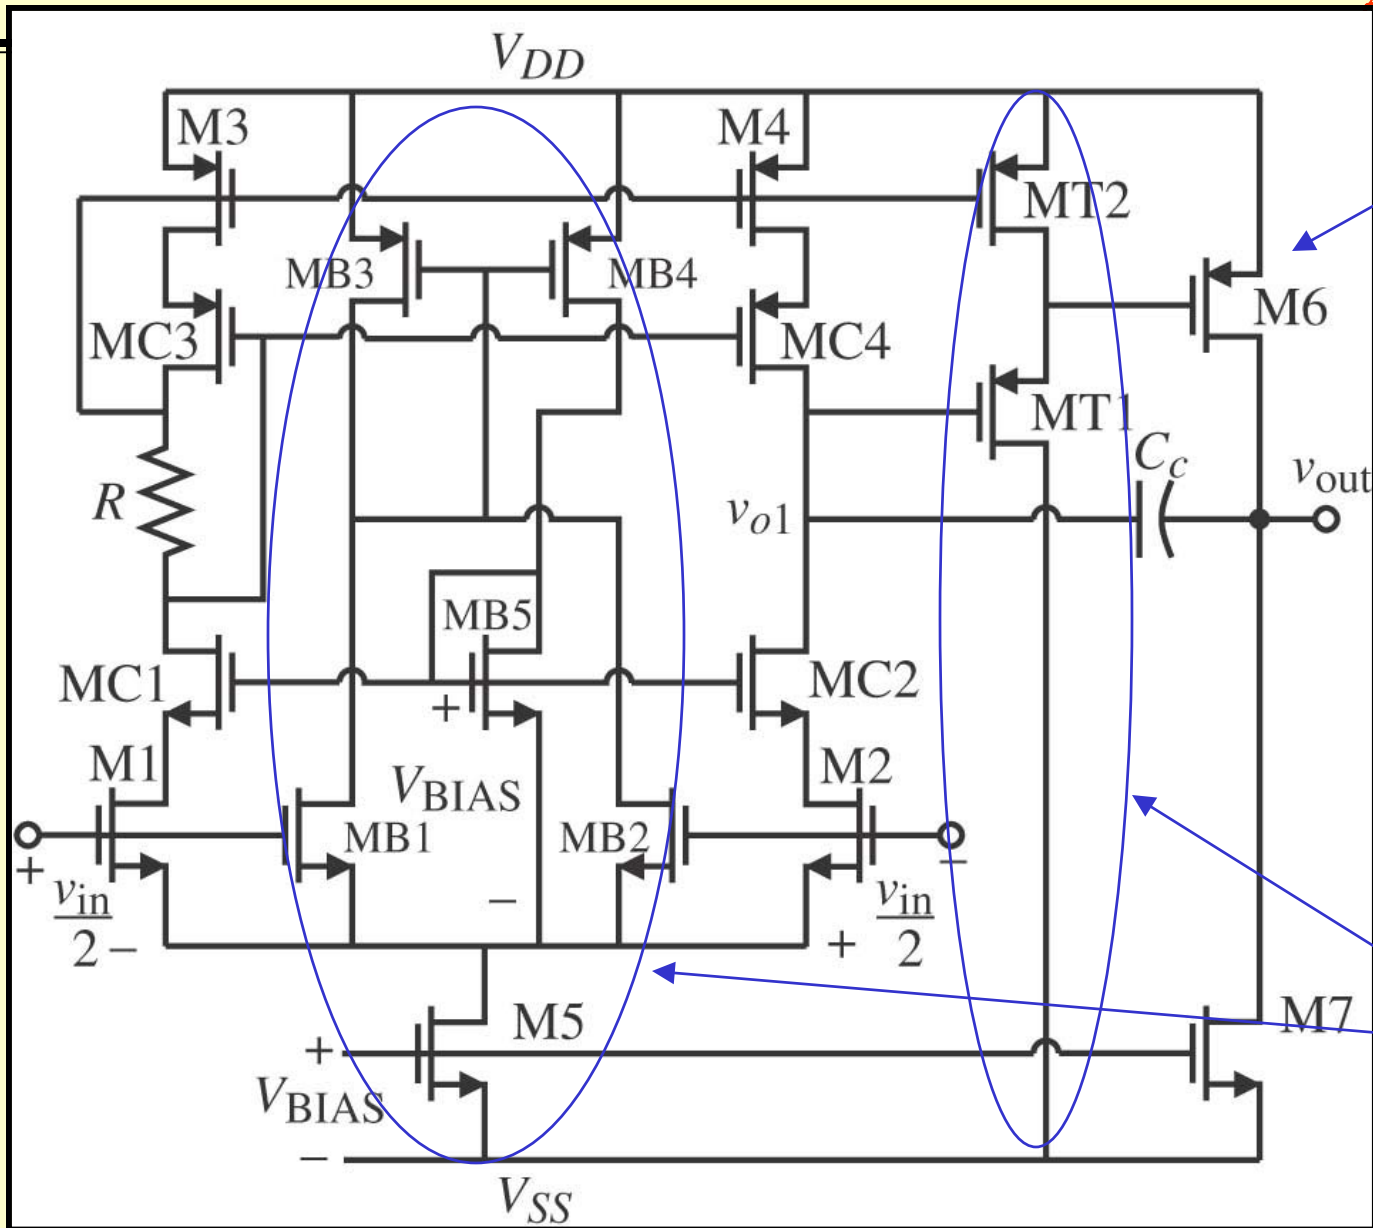 VDD
M3
M4
MT2
MB3
MB4
M6
MC3
MC4
MT1
Cc
vout
R
vo1
MB5
MC1
MC2
+
M1
VBIAS
M2
MB1
MB2
+
−
vin/2
−
−
vin/2
+
M5
M7
+
VBIAS
−
VSS